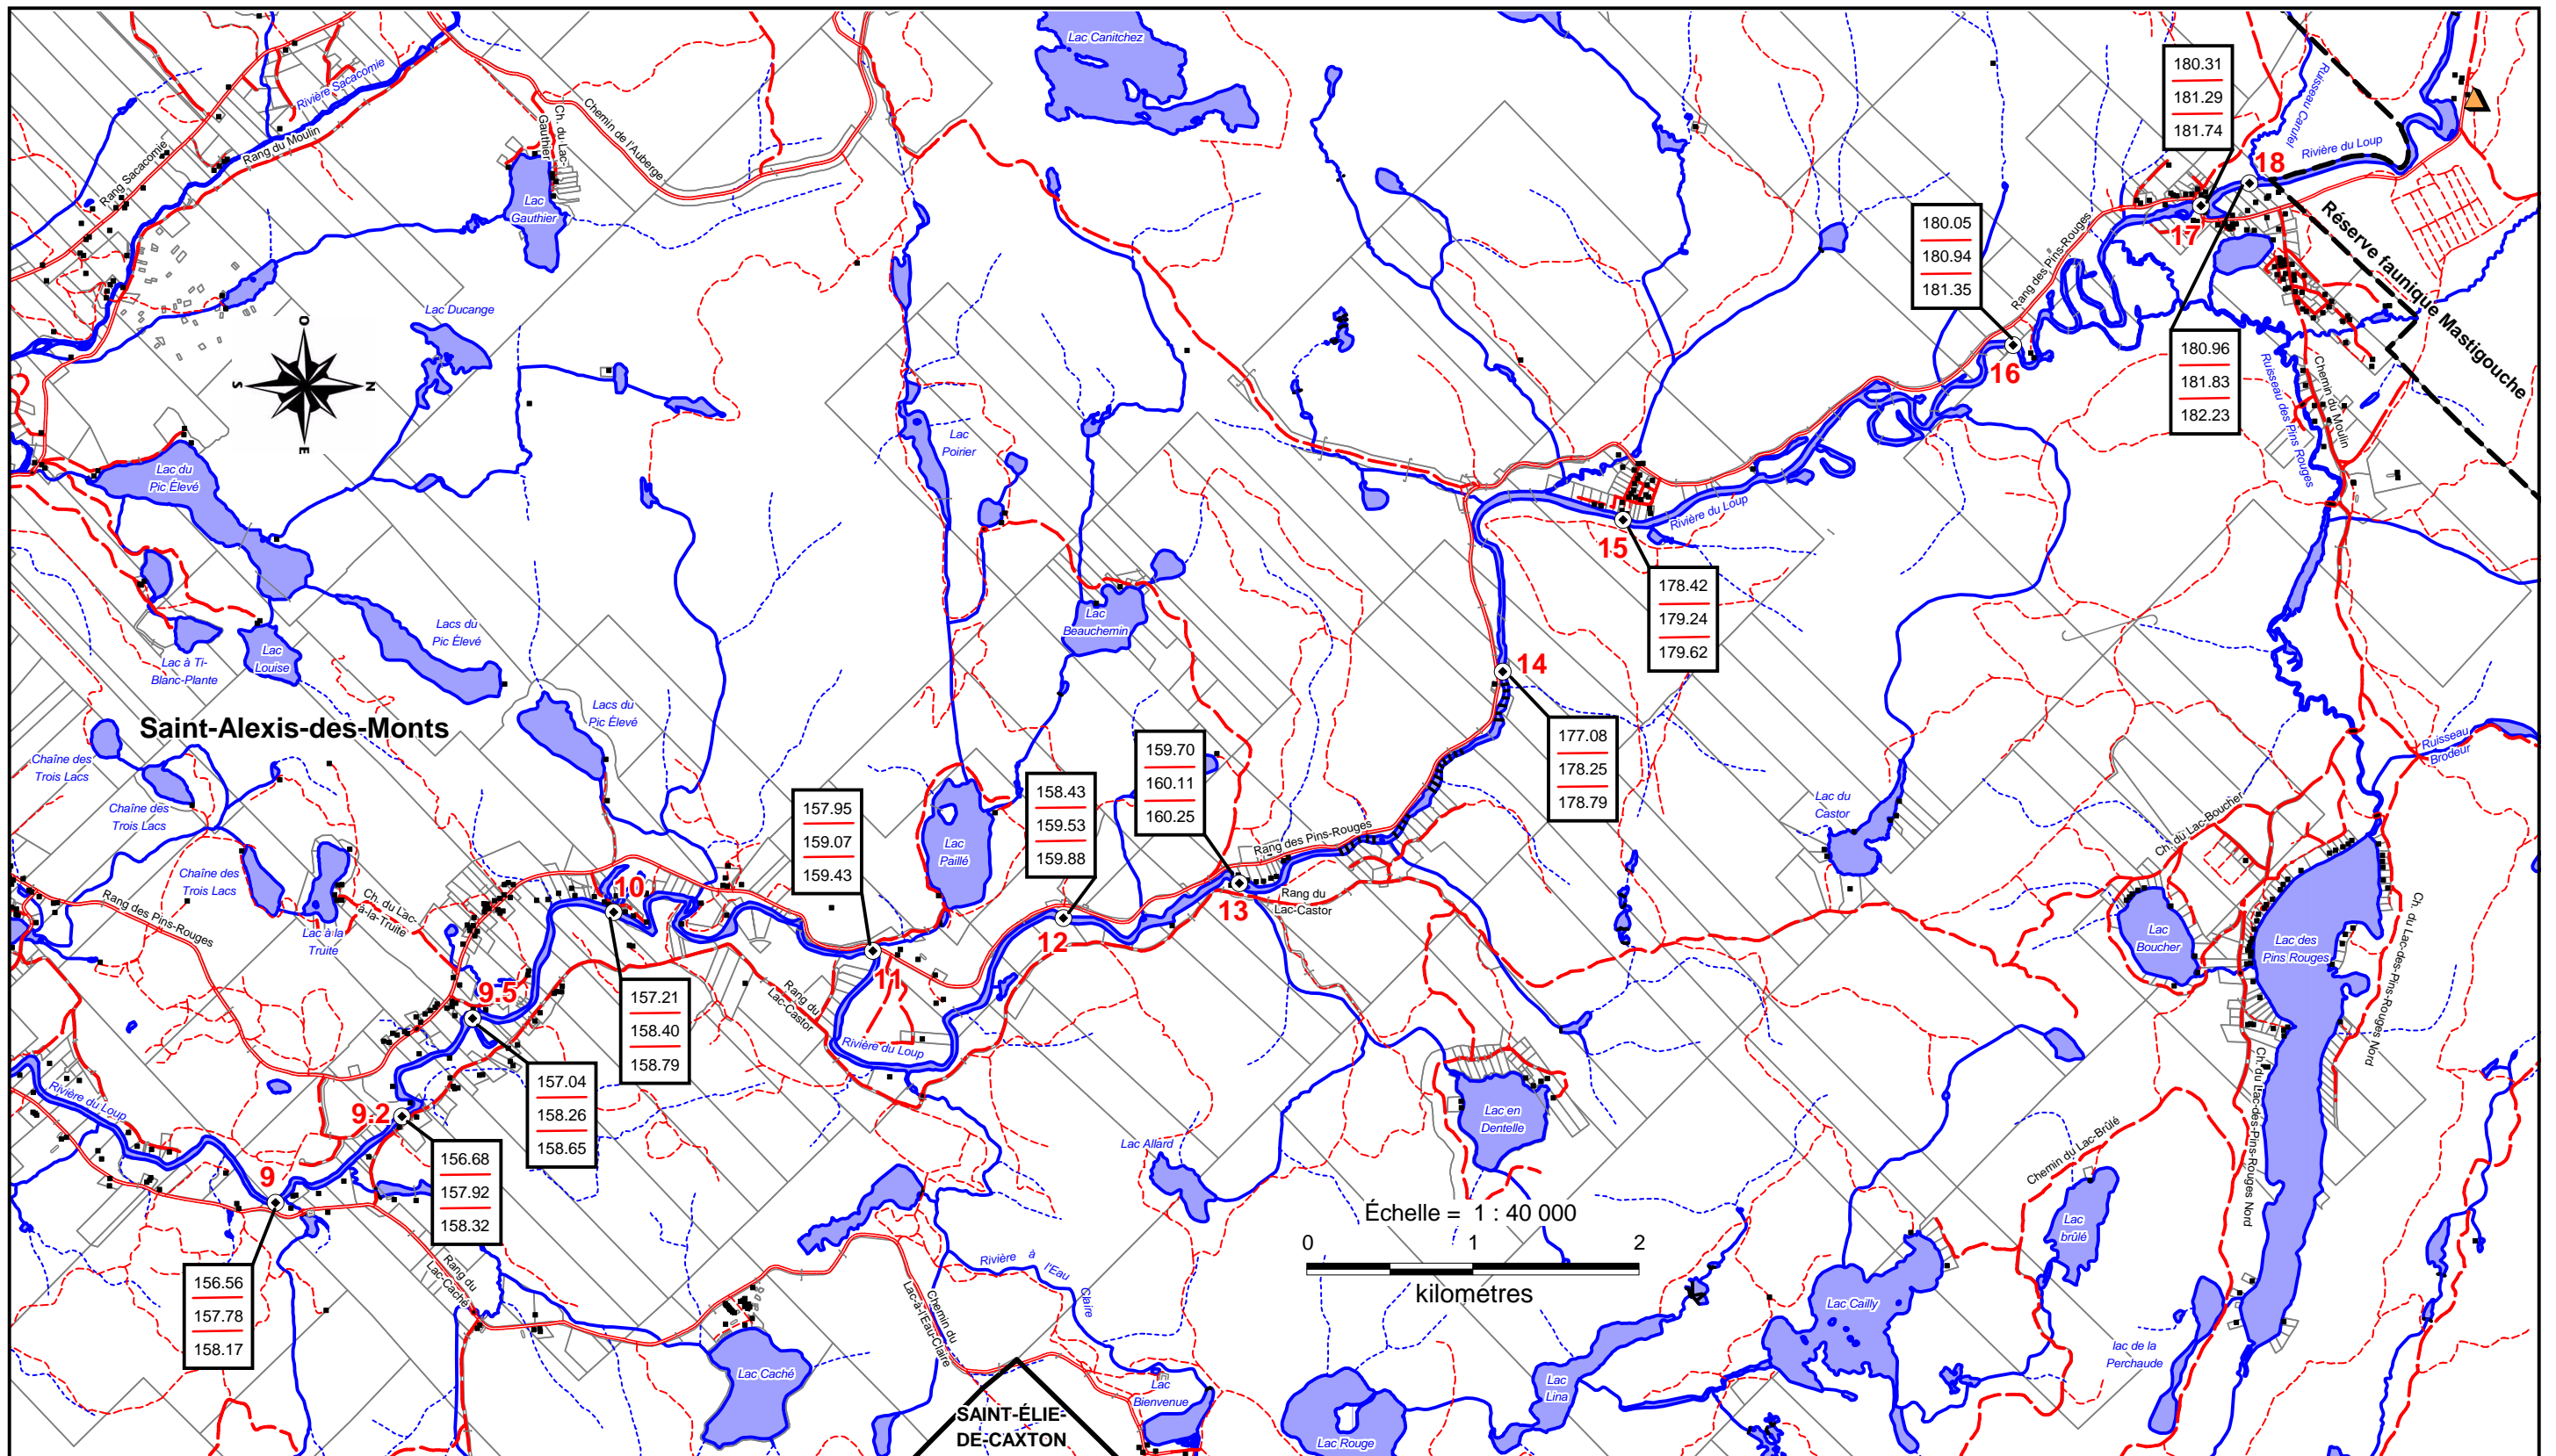 Lac Canitchez
Rivière Sacacomie
Rang du Moulin
Rang Sacacomie
Ch. du Lac-
Gauthier
Chemin de l'Auberge
Lac
Gauthier
180.31
181.29
181.74
Ruisseau Carufel
Rivière du Loup
18
17
Réserve faunique Mastigouche
180.05
180.94
181.35
Rang des Pins-Rouges
16
180.96
181.83
182.23
Ruisseau des Pins Rouges
Chemin du Moulin
Lac Ducange
O
S
N
E
Lac du
Pic Élevé
Lac
Poirier
Rivière du Loup
15
178.42
179.24
179.62
Lacs du
Pic Élevé
Lac
Louise
Lac à Ti-
Blanc-Plante
Lac
Beauchemin
14
177.08
178.25
178.79
Saint-Alexis-des-Monts
Lacs du
Pic Élevé
Chaîne des
Trois Lacs
Chaîne des
Trois Lacs
Chaîne des
Trois Lacs
Ruisseau
Brodeur
159.70
160.11
160.25
158.43
159.53
159.88
157.95
159.07
159.43
Lac
Paillé
Rang des Pins-Rouges
Rang du
Lac-Castor
13
12
11
10
Lac du
Castor
Ch. du Lac-Boucher
Lac
Boucher
Lac des
Pins Rouges
Ch. du Lac-des-Pins-Rouges Nord
Ch. du Lac-des-Pins-Rouges Nord
Rang des Pins-Rouges
Ch. du Lac-
à-la-Truite
Lac à la
Truite
9.5
157.21
158.40
158.79
Rang du
Lac-Castor
Rivière du Loup
157.04
158.26
158.65
Rivière du Loup
9.2
9
156.68
157.92
158.32
156.56
157.78
158.17
Lac en
Dentelle
Lac Allard
Échelle = 1 : 40 000
0 1 2
kilometres
Chemin du Lac-Brûlé
Lac
brûlé
Rang du
Lac-Caché
Rivière à
l'Eau
Claire
Chemin du
Lac-à-l'Eau-Claire
Lac Caché
Lac Cailly
lac de la
Perchaude
Lac
Lina
Lac
Bienvenue
Lac Rouge
SAINT-ÉLIE-
DE-CAXTON